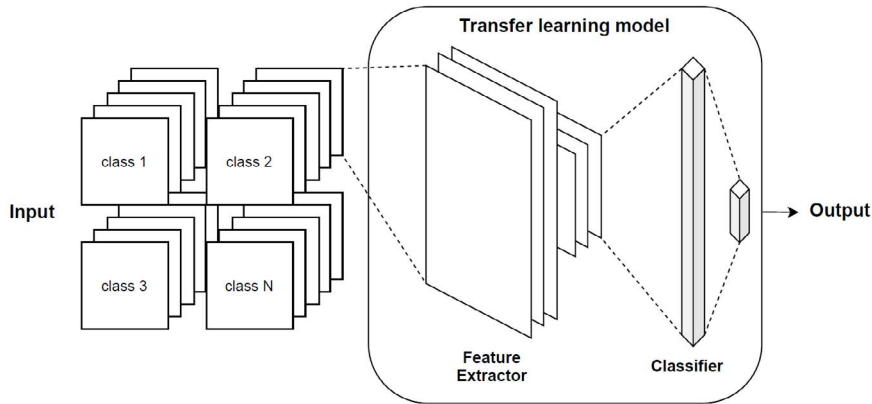 Transfer learning model
class 1
class 2
Input
Output
class 3
class N
Feature
Extractor
Classifier